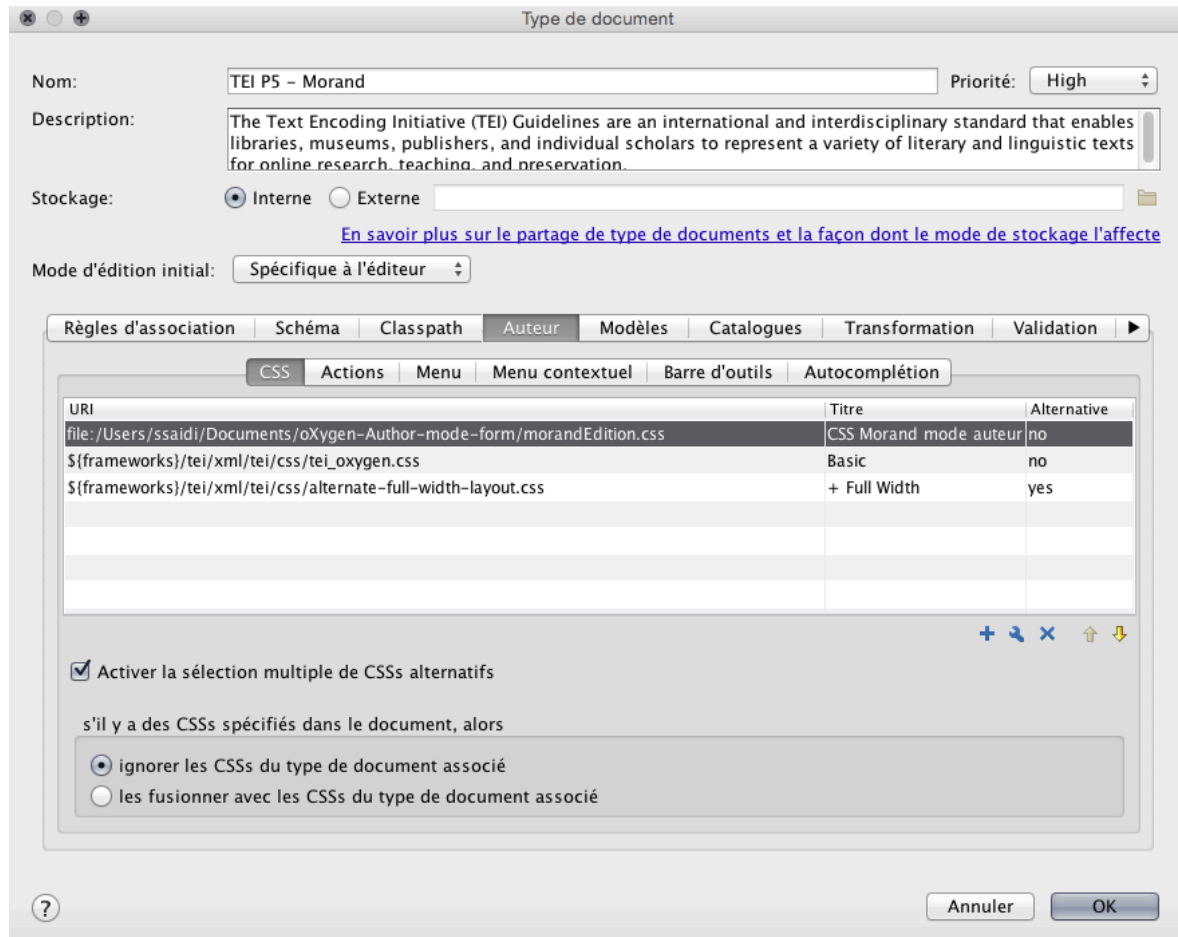 Type de document
Nom: TEI P5 – Morand Priorité: High
Description: The Text Encoding Initiative (TEI) Guidelines are an international and interdisciplinary standard that enables
libraries, museums, publishers, and individual scholars to represent a variety of literary and linguistic texts
for online research, teaching, and preservation.
Stockage: Interne Externe
En savoir plus sur le partage de type de documents et la façon dont le mode de stockage l'affecte
Mode d'édition initial: Spécifique à l'éditeur
Règles d'association Schéma Classpath Auteur Modèles Catalogues Transformation Validation
CSS Actions Menu Menu contextuel Barre d'outils Autocomplétion
URI Titre Alternative
file:/Users/ssaidi/Documents/oXygen-Author-mode-form/morandEdition.css CSS Morand mode auteur no
${frameworks}/tei/xml/tei/css/tei_oxygen.css Basic no
${frameworks}/tei/xml/tei/css/alternate-full-width-layout.css + Full Width yes
Activer la sélection multiple de CSSs alternatifs
s'il y a des CSSs spécifiés dans le document, alors
ignorer les CSSs du type de document associé
les fusionner avec les CSSs du type de document associé
? Annuler OK